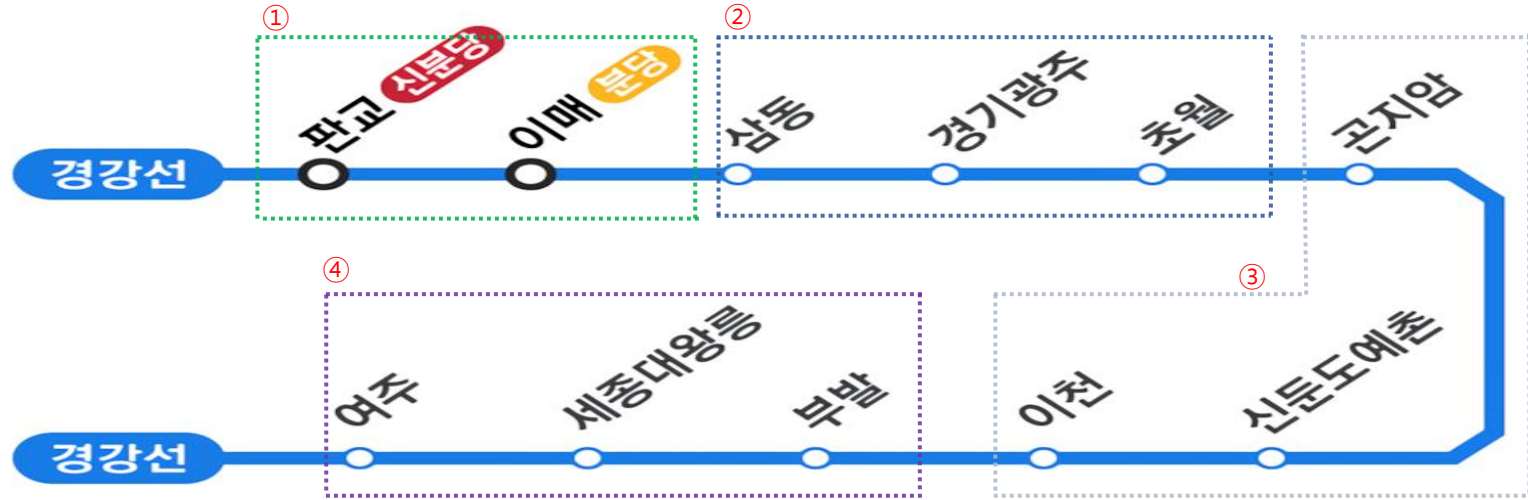 ① ②
경강선 판교 신분당 이매 분당 삼동 경기광주 초월 곤지암
④ ③
경강선 여주 세종대왕릉 부발 이천 신둔도예촌